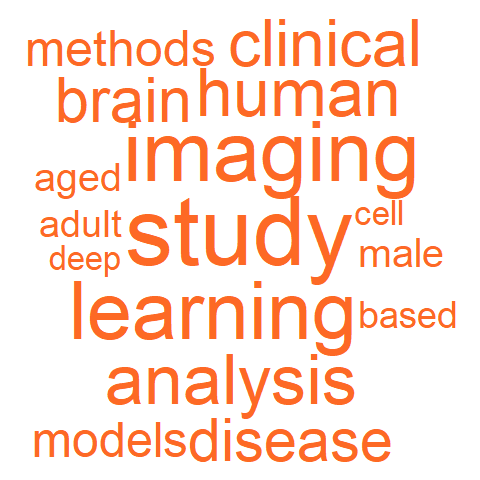 methods clinical
brain human
imaging
aged
study
adult
cell
deep
male
learning
based
analysis
models disease